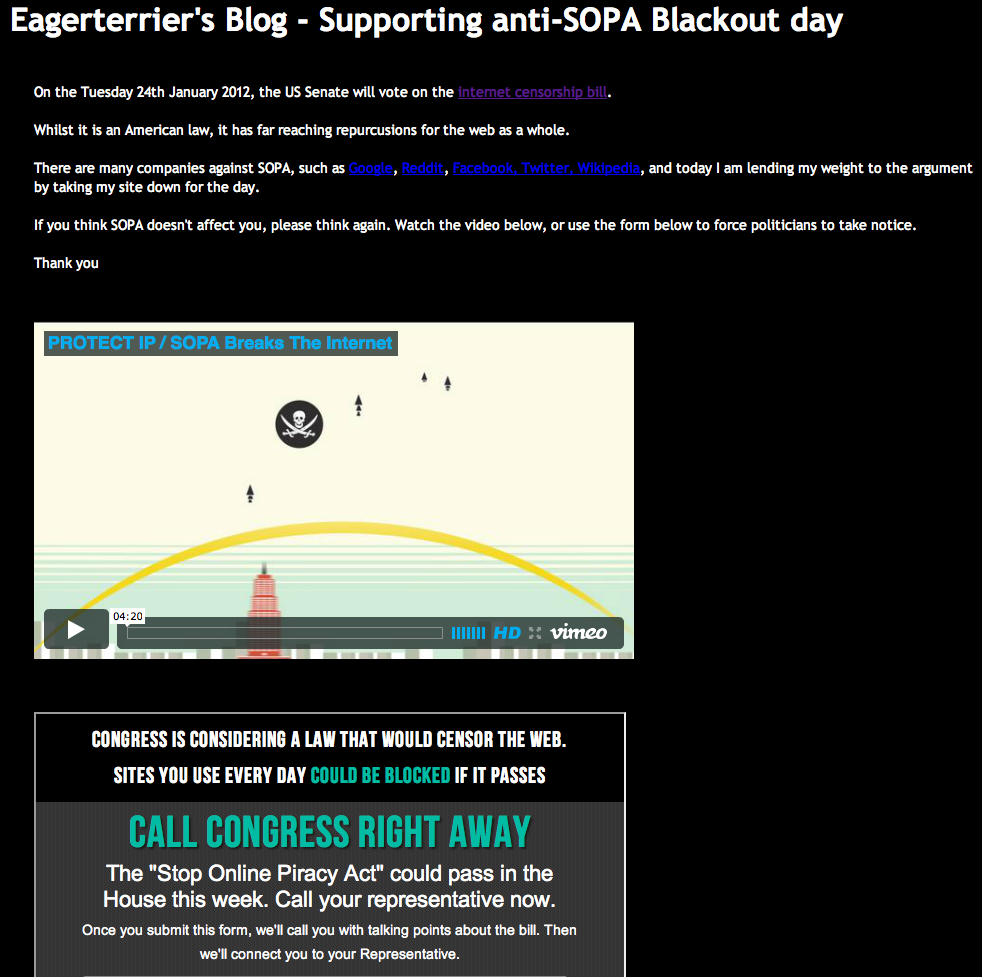 Eagerterrier's Blog - Supporting anti-SOPA Blackout day
On the Tuesday 24th January 2012, the US Senate will vote on the internet censorship bill.
Whilst it is an American law, it has far reaching repurcusions for the web as a whole.
There are many companies against SOPA, such as Google, Reddit, Facebook, Twitter, Wikipedia, and today I am lending my weight to the argument
by taking my site down for the day.
If you think SOPA doesn't affect you, please think again. Watch the video below, or use the form below to force politicians to take notice.
Thank you
PROTECT IP / SOPA Breaks The Internet
04:20
HD vimeo
CONGRESS IS CONSIDERING A LAW THAT WOULD CENSOR THE WEB.
SITES YOU USE EVERY DAY COULD BE BLOCKED IF IT PASSES
CALL CONGRESS RIGHT AWAY
The "Stop Online Piracy Act" could pass in the
House this week. Call your representative now.
Once you submit this form, we'll call you with talking points about the bill. Then
we'll connect you to your Representative.